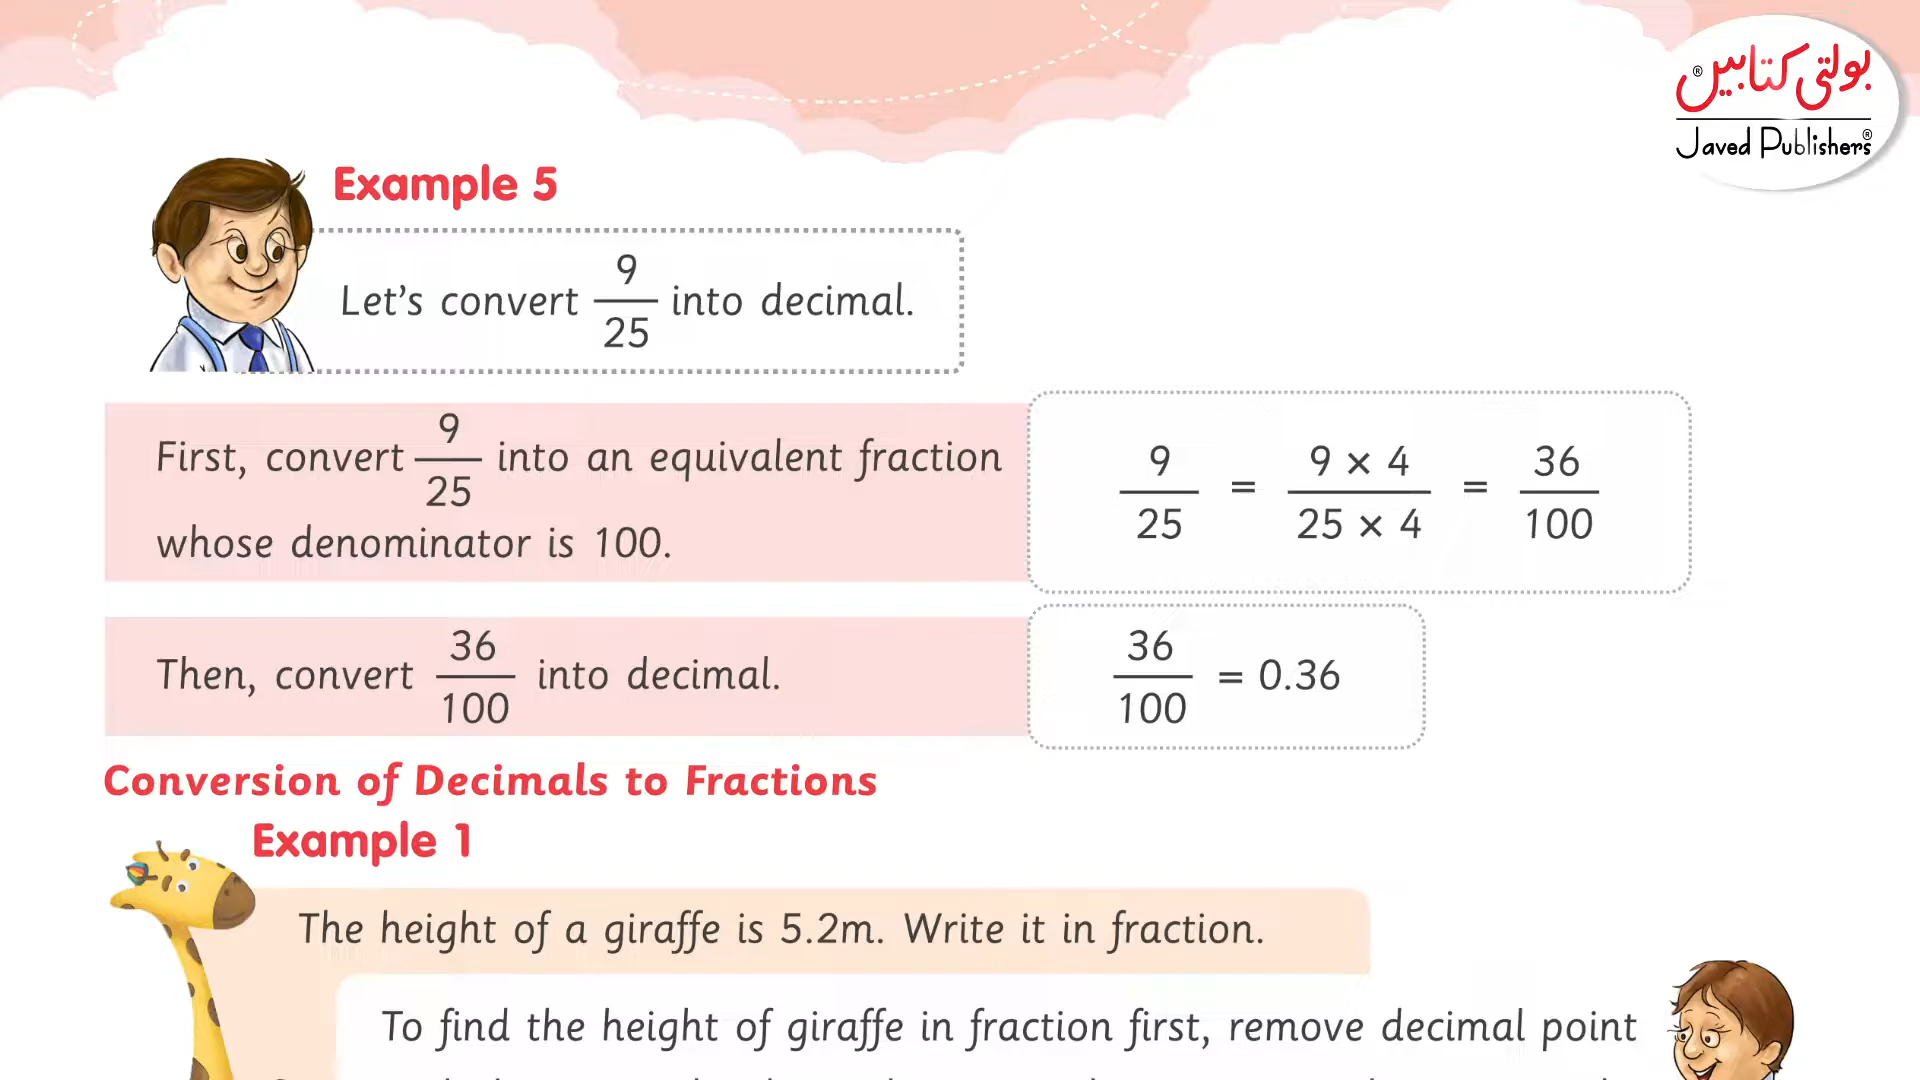 بولتی کتابیں®
Javed Publishers®
Example 5
Let's convert 9/25 into decimal.
First, convert 9/25 into an equivalent fraction
whose denominator is 100.
9/25 = 9 × 4/25 × 4 = 36/100
Then, convert 36/100 into decimal.
36/100 = 0.36
Conversion of Decimals to Fractions
Example 1
The height of a giraffe is 5.2m. Write it in fraction.
To find the height of giraffe in fraction first, remove decimal point